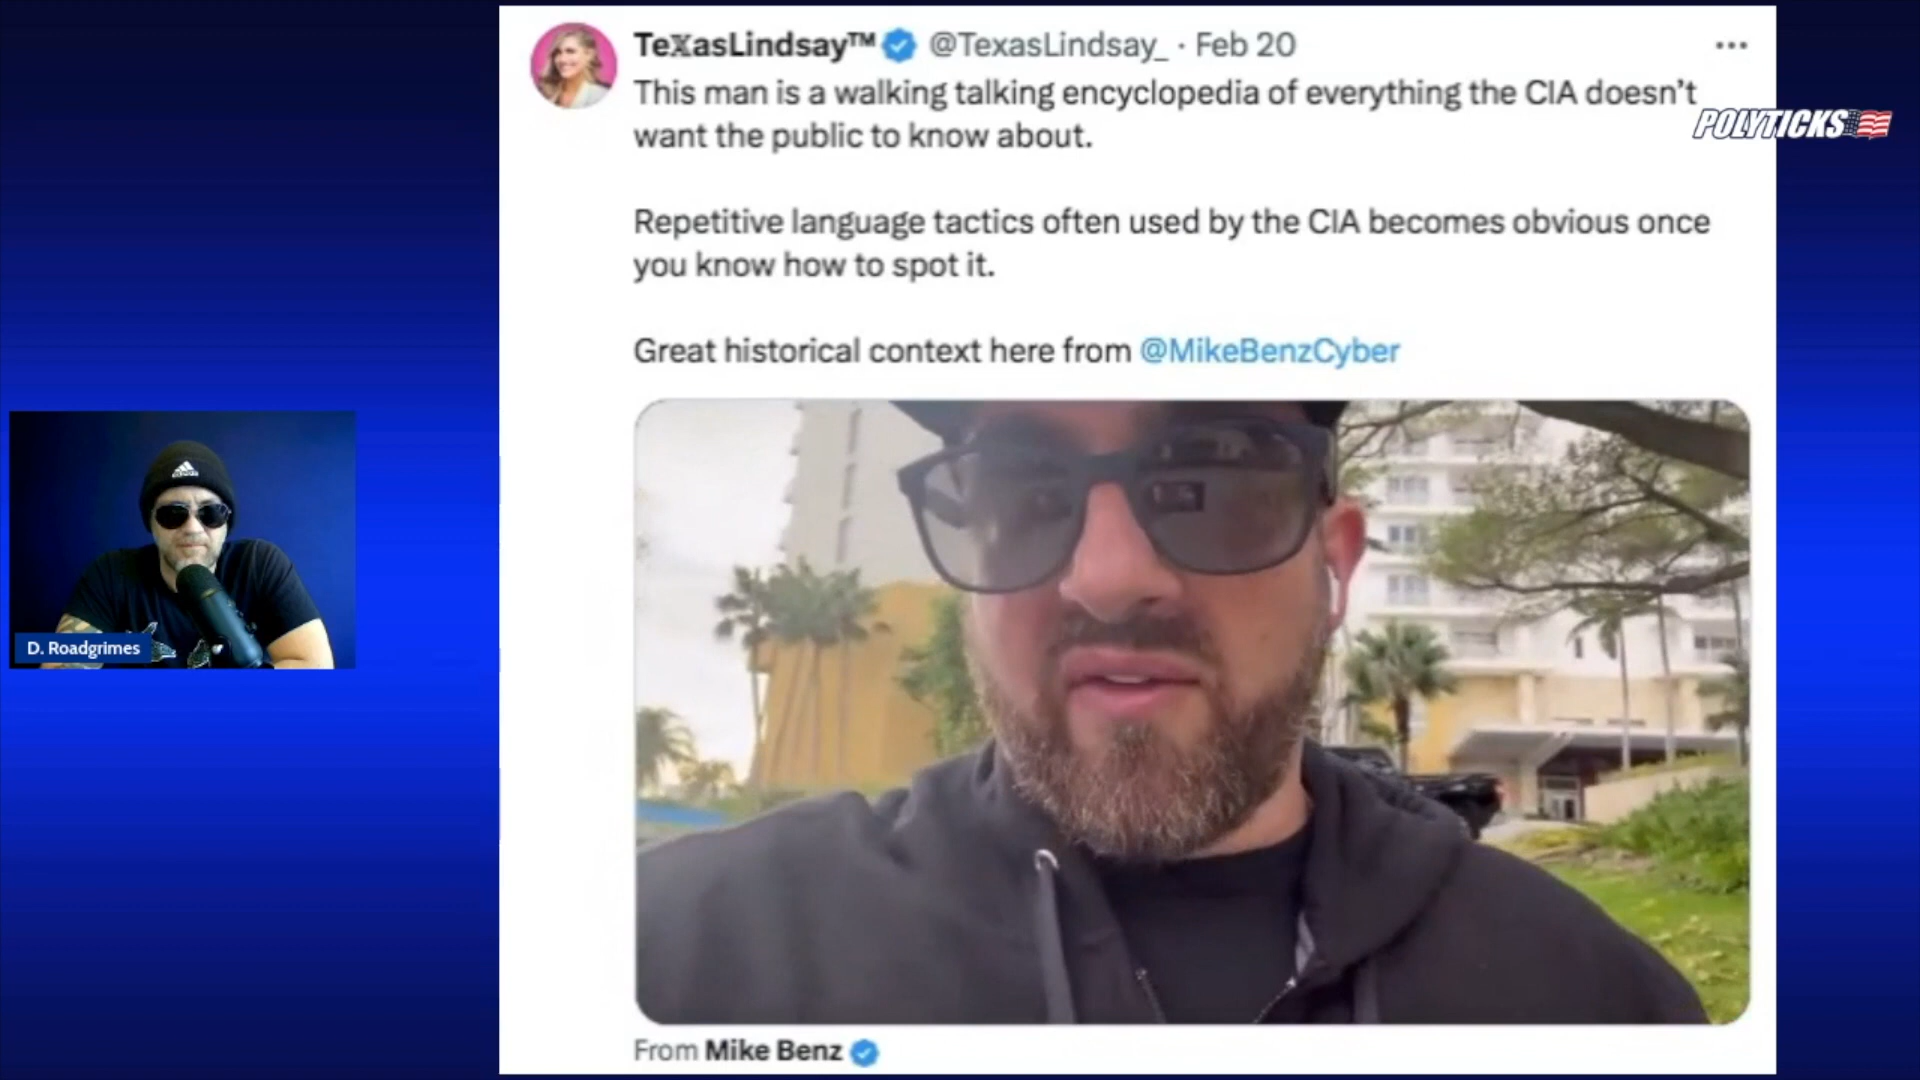 TeXasLindsay™ @TexasLindsay_ · Feb 20
This man is a walking talking encyclopedia of everything the CIA doesn't
want the public to know about.
POLYTICKS
Repetitive language tactics often used by the CIA becomes obvious once
you know how to spot it.
Great historical context here from @MikeBenzCyber
D. Roadgrimes
From Mike Benz